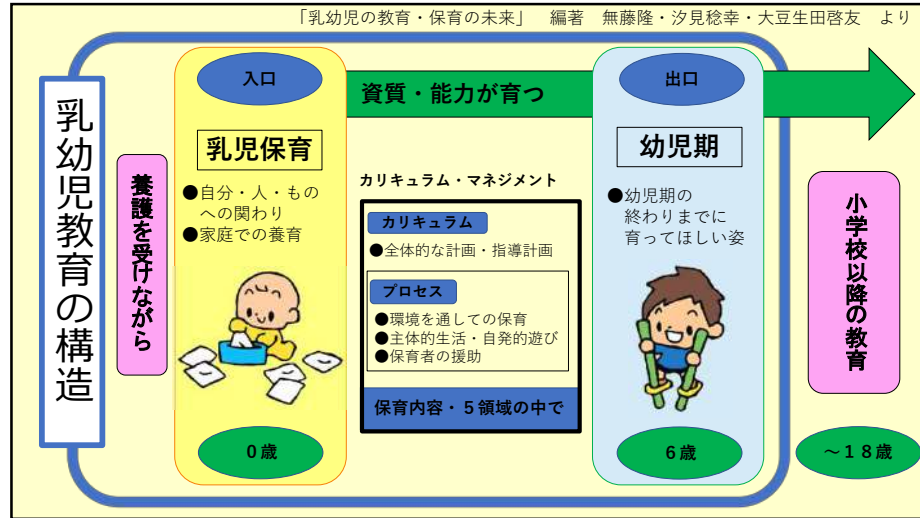 「乳幼児の教育・保育の未来」　編著　無藤隆・汐見稔幸・大豆生田啓友　より
乳幼児教育の構造
養護を受けながら
入口
乳児保育
●自分・人・もの
への関わり
●家庭での養育
0歳
資質・能力が育つ
カリキュラム・マネジメント
カリキュラム
●全体的な計画・指導計画
プロセス
●環境を通しての保育
●主体的生活・自発的遊び
●保育者の援助
保育内容・５領域の中で
出口
幼児期
●幼児期の
終わりまでに
育ってほしい姿
６歳
小学校以降の教育
～１８歳